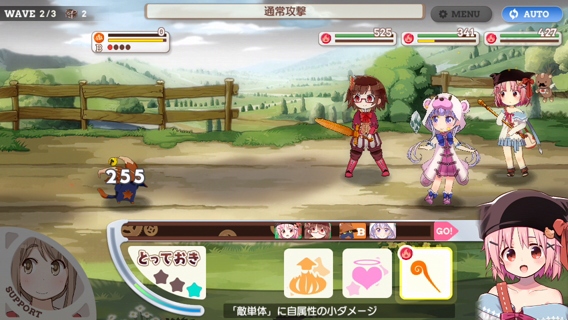 WAVE 2/3 2
通常攻撃
MENU
AUTO
0
B
525
341
427
255
B
GO!
とっておき
SUPPORT
「敵単体」に自属性の小ダメージ